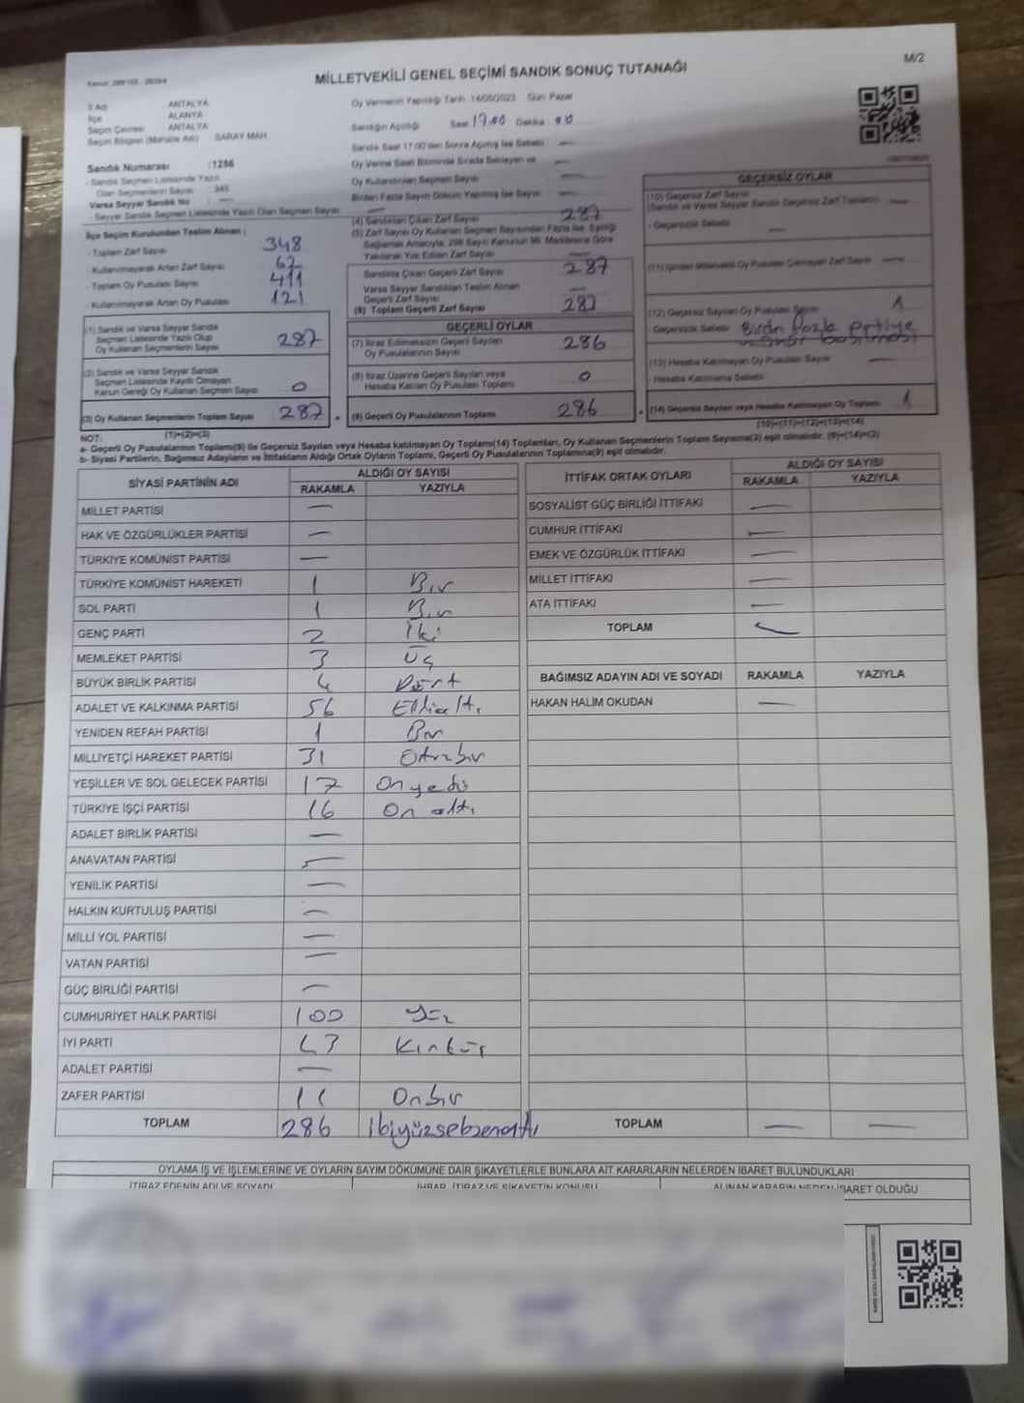 M/2
MİLLETVEKİLİ GENEL SEÇİMİ SANDIK SONUÇ TUTANAĞI
İl Adı ANTALYA
İlçe ALANYA
Seçim Çevresi ANTALYA
Seçim Bölgesi (Mahalle Adı) SARAY MAH.
Sandık Numarası :1256
- Sandık Seçmen Listesinde Yazılı
Olan Seçmenlerin Sayısı : 345
Varsa Seyyar Sandık No : —
- Seyyar Sandık Seçmen Listesinde Yazılı Olan Seçmen Sayısı
Oy Vermenin Yapıldığı Tarih :14/05/2023 Gün: Pazar
Sandığın Açıldığı Saat 17.00 Dakika : 00
Sandık Saat 17:00'den Sonra Açılmış İse Sebebi —
Oy Verme Saati Bitiminde Sırada Bekleyen ve
Oy Kullandırılan Seçmen Sayısı —
Birden Fazla Sayım Döküm Yapılmış İse Sayısı —
İlçe Seçim Kurulundan Teslim Alınan ;
- Toplam Zarf Sayısı 348
- Kullanılmayarak Artan Zarf Sayısı 62
- Toplam Oy Pusulası 411
- Kullanılmayarak Artan Oy Pusulası 121
(1) Sandık ve Varsa Seyyar Sandık
Seçmen Listesinde Yazılı Olup
Oy Kullanan Seçmenlerin Sayısı 287
(2) Sandık ve Varsa Seyyar Sandık
Seçmen Listesinde Kaydı Olmayan
Kanun Gereği Oy Kullanan Seçmen Sayısı 0
(3) Oy Kullanan Seçmenlerin Toplam Sayısı 287
(1)+(2)=(3)
(4) Sandıktan Çıkan Zarf Sayısı 287
(5) Zarf Sayısı Oy Kullanan Seçmen Sayısından Fazla İse, Eşitliği
Sağlamak Amacıyla, 298 Sayılı Kanunun 98. Maddesine Göre
Yakılarak Yok Edilen Zarf Sayısı —
Sandıkta Çıkan Geçerli Zarf Sayısı 287
Varsa Seyyar Sandıktan Teslim Alınan
Geçerli Zarf Sayısı —
(6) Toplam Geçerli Zarf Sayısı 287
GEÇERLİ OYLAR
(7) İtiraz Edilmeksizin Geçerli Sayılan
Oy Pusulalarının Sayısı 286
(8) İtiraz Üzerine Geçerli Sayılan veya
Hesaba Katılan Oy Pusulası Toplamı 0
(9) Geçerli Oy Pusulalarının Toplamı 286
GEÇERSİZ OYLAR
(10) Geçersiz Zarf Sayısı
(Sandık ve Varsa Seyyar Sandık Geçersiz Zarf Toplamı) —
- Geçersizlik Sebebi —
(11) İçinden Milletvekili Oy Pusulası Çıkmayan Zarf Sayısı —
(12) Geçersiz Sayılan Oy Pusulası Sayısı 1
- Geçersizlik Sebebi Birden fazla partiye
mühür basılması
(13) Hesaba Katılmayan Oy Pusulası Sayısı —
- Hesaba Katılmama Sebebi
(14) Geçersiz Sayılan veya Hesaba Katılmayan Oy Toplamı 1
(10)+(11)+(12)+(13)=(14)
NOT:
a- Geçerli Oy Pusulalarının Toplamı(9) ile Geçersiz Sayılan veya Hesaba katılmayan Oy Toplamı(14) Toplamları, Oy Kullanan Seçmenlerin Toplam Sayısına(3) eşit olmalıdır. (9)+(14)=(3)
b- Siyasi Partilerin, Bağımsız Adayların ve İttifakların Aldığı Ortak Oyların Toplamı, Geçerli Oy Pusulalarının Toplamına(9) eşit olmalıdır.
SİYASİ PARTİNİN ADI ALDIĞI OY SAYISI
RAKAMLA YAZIYLA
MİLLET PARTİSİ —
HAK VE ÖZGÜRLÜKLER PARTİSİ —
TÜRKİYE KOMÜNİST PARTİSİ —
TÜRKİYE KOMÜNİST HAREKETİ 1 Bir
SOL PARTİ 1 Bir
GENÇ PARTİ 2 İki
MEMLEKET PARTİSİ 3 Üç
BÜYÜK BİRLİK PARTİSİ 4 Dört
ADALET VE KALKINMA PARTİSİ 56 Ellialtı
YENİDEN REFAH PARTİSİ 1 Bir
MİLLİYETÇİ HAREKET PARTİSİ 31 Otuzbir
YEŞİLLER VE SOL GELECEK PARTİSİ 17 On yedi
TÜRKİYE İŞÇİ PARTİSİ 16 On altı
ADALET BİRLİK PARTİSİ —
ANAVATAN PARTİSİ —
YENİLİK PARTİSİ —
HALKIN KURTULUŞ PARTİSİ —
MİLLİ YOL PARTİSİ —
VATAN PARTİSİ —
GÜÇ BİRLİĞİ PARTİSİ —
CUMHURİYET HALK PARTİSİ 100 Yüz
İYİ PARTİ 43 Kırküç
ADALET PARTİSİ —
ZAFER PARTİSİ 11 Onbir
TOPLAM 286 ikiyüzseksenaltı
İTTİFAK ORTAK OYLARI ALDIĞI OY SAYISI
RAKAMLA YAZIYLA
SOSYALİST GÜÇ BİRLİĞİ İTTİFAKI —
CUMHUR İTTİFAKI —
EMEK VE ÖZGÜRLÜK İTTİFAKI —
MİLLET İTTİFAKI —
ATA İTTİFAKI —
TOPLAM —
BAĞIMSIZ ADAYIN ADI VE SOYADI RAKAMLA YAZIYLA
HAKAN HALİM OKUDAN —
TOPLAM — —
OYLAMA İŞ VE İŞLEMLERİNE VE OYLARIN SAYIM DÖKÜMÜNE DAİR ŞİKAYETLERLE BUNLARA AİT KARARLARIN NELERDEN İBARET BULUNDUKLARI
İTİRAZ EDENİN ADI VE SOYADI İHBAR, İTİRAZ VE ŞİKAYETİN KONUSU ALINAN KARARIN NEDEN İBARET OLDUĞU